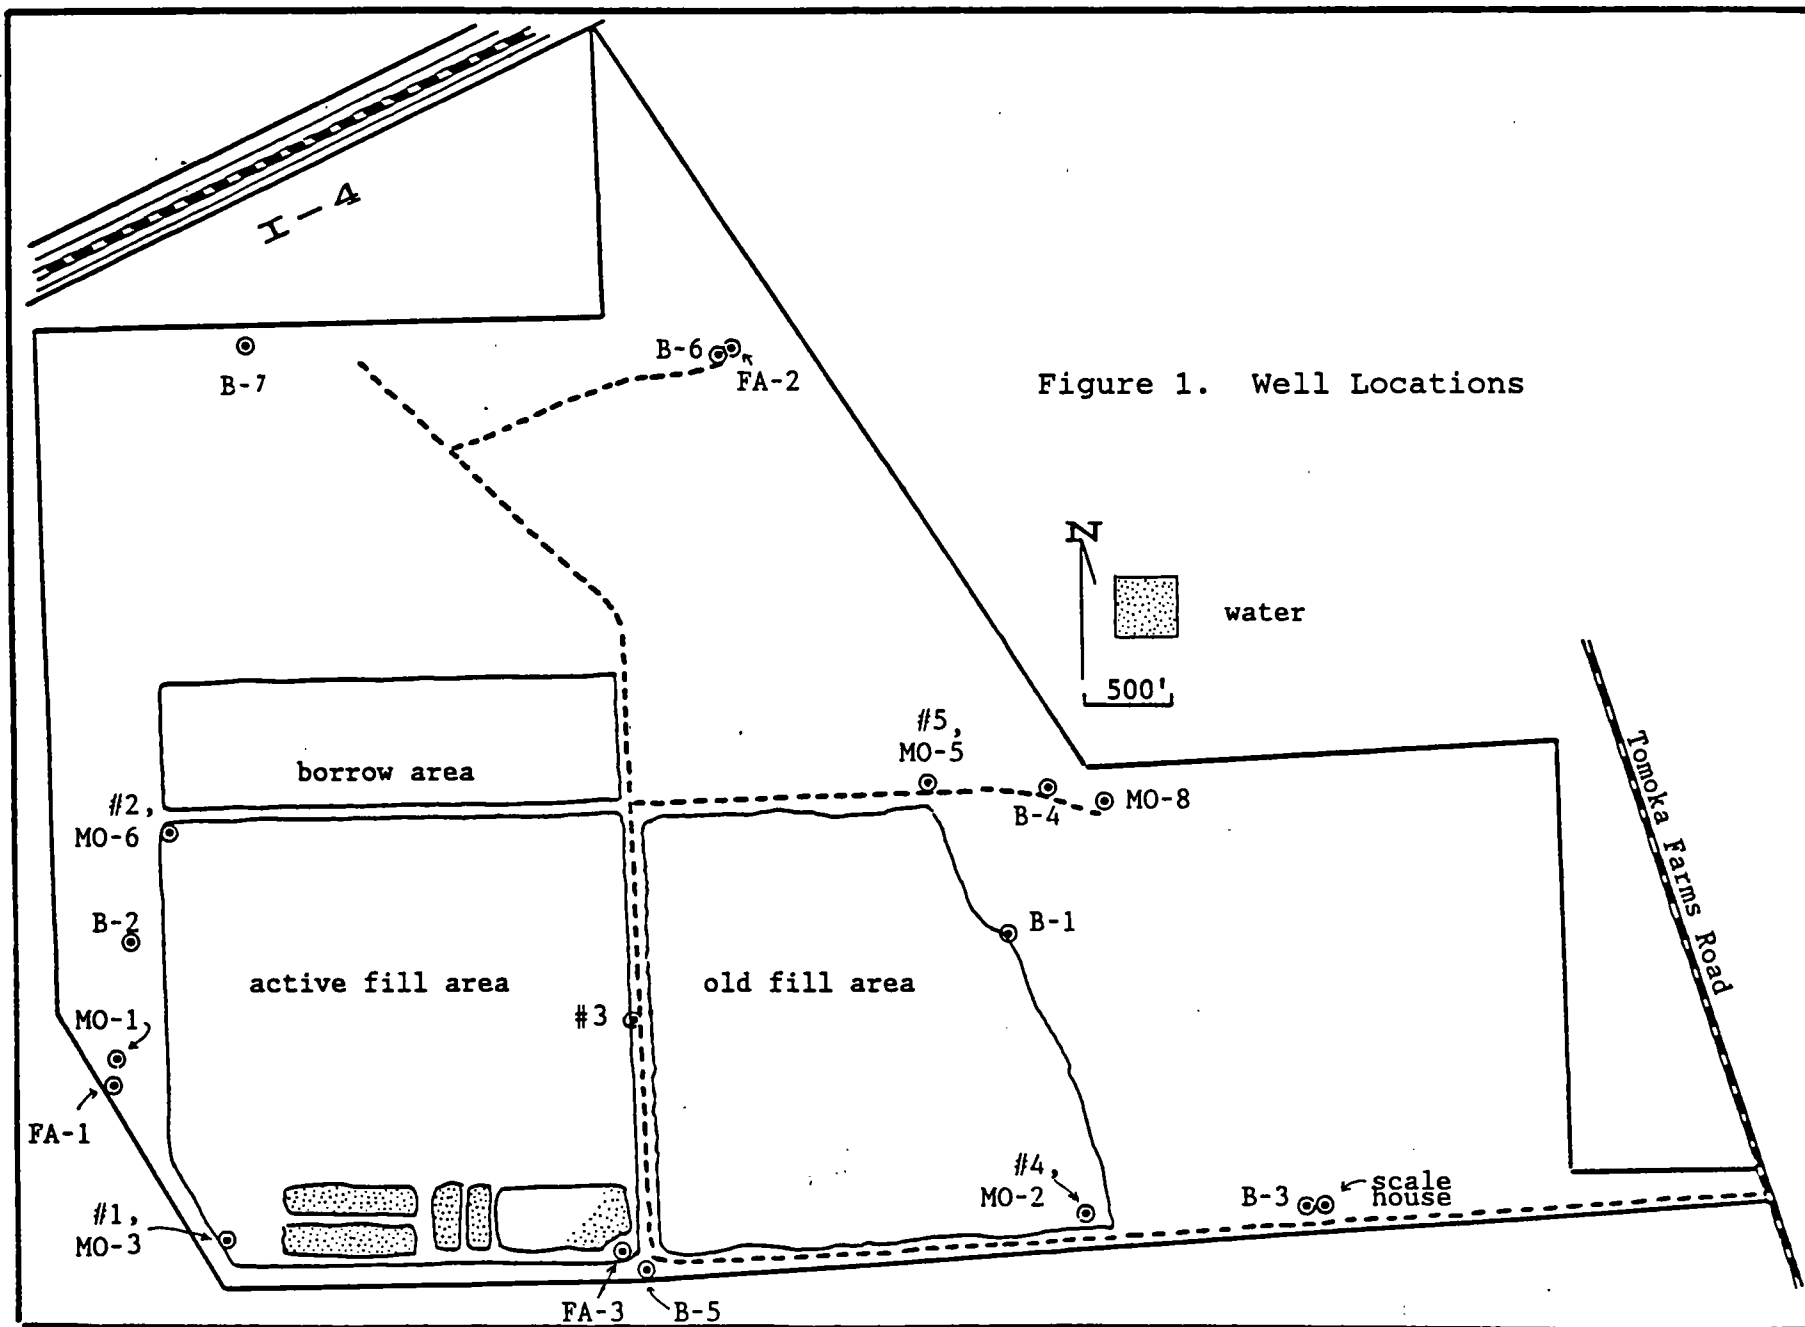 I-4
B-7
B-6
FA-2
Figure 1. Well Locations
N
water
500'
#5,
MO-5
B-4
MO-8
borrow area
#2,
MO-6
B-2
B-1
active fill area
old fill area
MO-1
#3
FA-1
Tomoka Farms Road
#4,
MO-2
B-3
scale
house
#1,
MO-3
FA-3
B-5